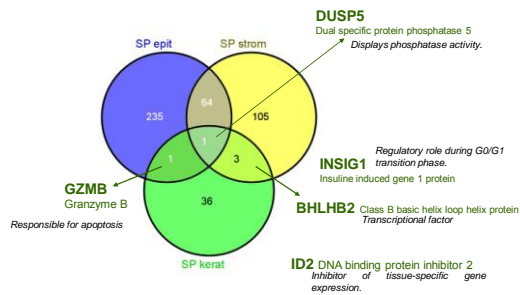 DUSP5
Dual specific protein phosphatase 5
Displays phosphatase activity.
SP epit
SP strom
235
64
105
1
1
3
36
SP kerat
GZMB
Granzyme B
Responsible for apoptosis
Regulatory role during G0/G1
transition phase.
INSIG1
Insuline induced gene 1 protein
BHLHB2 Class B basic helix loop helix protein
Transcriptional factor
ID2 DNA binding protein inhibitor 2
Inhibitor of tissue-specific gene
expression.